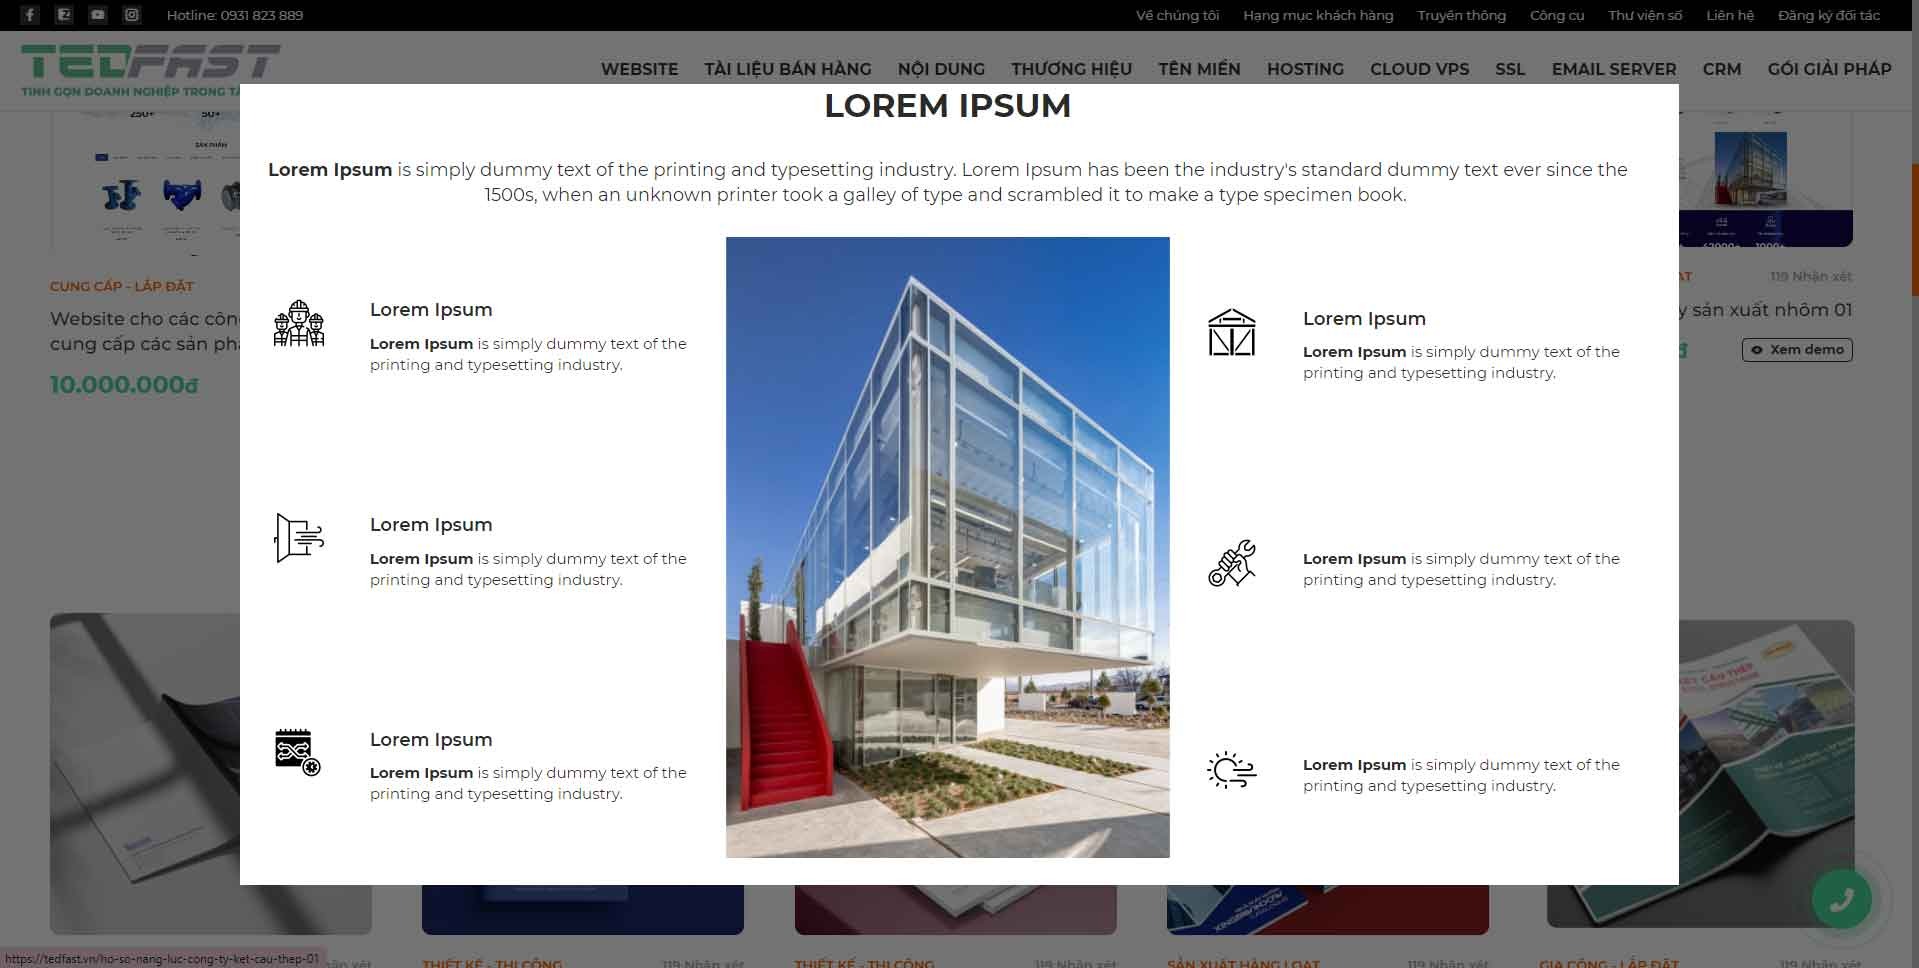 Hotline: 0931 823 889
Về chúng tôi Hạng mục khách hàng Truyền thông Công cụ Thư viện số Liên hệ Đăng ký đối tác
TEDFAST
TINH GỌN DOANH NGHIỆP TRONG
WEBSITE TÀI LIỆU BÁN HÀNG NỘI DUNG THƯƠNG HIỆU TÊN MIỀN HOSTING CLOUD VPS SSL EMAIL SERVER CRM GÓI GIẢI PHÁP
LOREM IPSUM
Lorem Ipsum is simply dummy text of the printing and typesetting industry. Lorem Ipsum has been the industry's standard dummy text ever since the
1500s, when an unknown printer took a galley of type and scrambled it to make a type specimen book.
250+ 50+
SẢN PHẨM
CUNG CẤP - LẮP ĐẶT
Website cho các côn
cung cấp các sản ph
10.000.000đ
Lorem Ipsum
Lorem Ipsum is simply dummy text of the
printing and typesetting industry.
Lorem Ipsum
Lorem Ipsum is simply dummy text of the
printing and typesetting industry.
Lorem Ipsum
Lorem Ipsum is simply dummy text of the
printing and typesetting industry.
Lorem Ipsum
Lorem Ipsum is simply dummy text of the
printing and typesetting industry.
Lorem Ipsum is simply dummy text of the
printing and typesetting industry.
Lorem Ipsum is simply dummy text of the
printing and typesetting industry.
1000+
ẠT 119 Nhận xét
y sản xuất nhôm 01
đ Xem demo
KẾT CẤU THÉP
https://tedfast.vn/ho-so-nang-luc-cong-ty-ket-cau-thep-01
hận xét
THIẾT KẾ - THI CÔNG 119 Nhận xét
THIẾT KẾ - THI CÔNG 119 Nhận xét
SẢN XUẤT HÀNG LOẠT 119 Nhận xét
GIA CÔNG - LẮP ĐẶT 119 Nhận xét